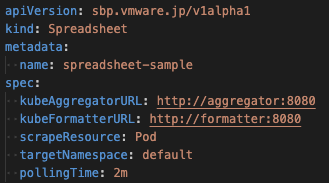 apiVersion: sbp.vmware.jp/v1alpha1
kind: Spreadsheet
metadata:
  name: spreadsheet-sample
spec:
  kubeAggregatorURL: http://aggregator:8080
  kubeFormatterURL: http://formatter:8080
  scrapeResource: Pod
  targetNamespace: default
  pollingTime: 2m